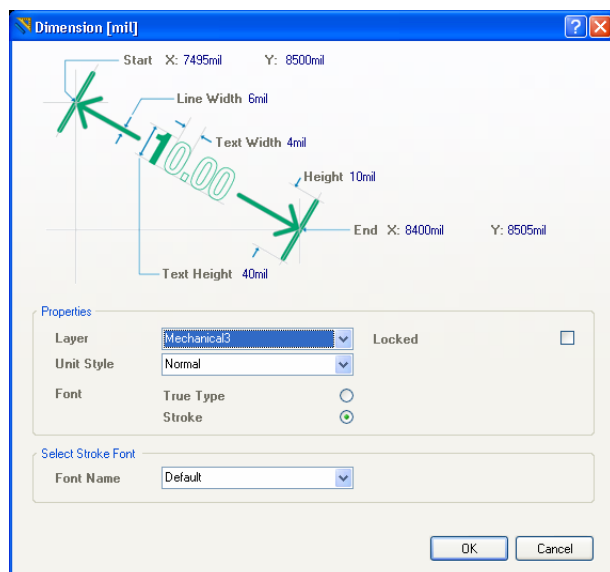 Dimension [mil]
Start X: 7495mil Y: 8500mil
Line Width 6mil
Text Width 4mil
10.00
Height 10mil
End X: 8400mil Y: 8505mil
Text Height 40mil
Properties
Layer Mechanical3 Locked
Unit Style Normal
Font True Type
Stroke
Select Stroke Font
Font Name Default
OK Cancel